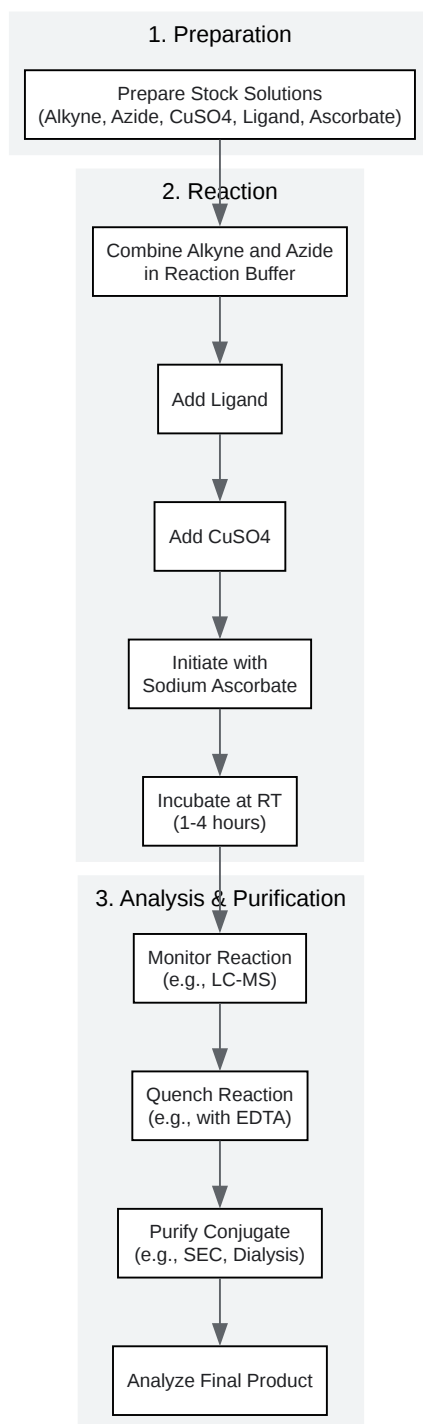 1. Preparation
Prepare Stock Solutions
(Alkyne, Azide, CuSO4, Ligand, Ascorbate)
2. Reaction
Combine Alkyne and Azide
in Reaction Buffer
Add Ligand
Add CuSO4
Initiate with
Sodium Ascorbate
Incubate at RT
(1-4 hours)
3. Analysis & Purification
Monitor Reaction
(e.g., LC-MS)
Quench Reaction
(e.g., with EDTA)
Purify Conjugate
(e.g., SEC, Dialysis)
Analyze Final Product